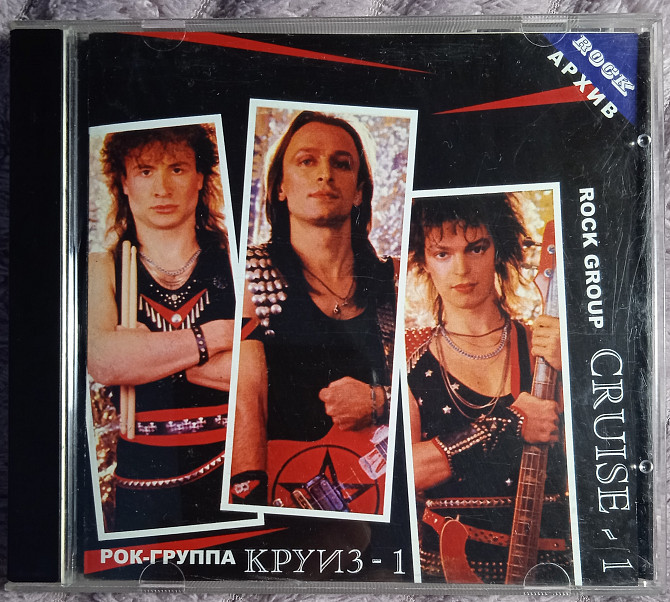 ROCK
АРХИВ
ROCK GROUP
CRUISE - 1
РОК-ГРУППА КРУИЗ - 1